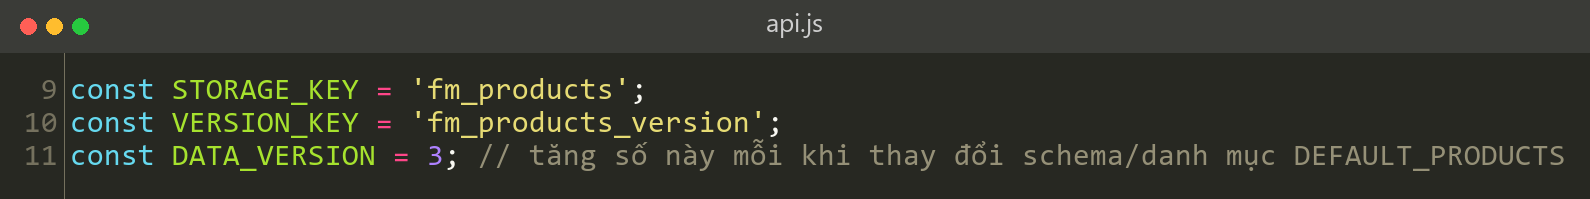 api.js
9 const STORAGE_KEY = 'fm_products';
10 const VERSION_KEY = 'fm_products_version';
11 const DATA_VERSION = 3; // tăng số này mỗi khi thay đổi schema/danh mục DEFAULT_PRODUCTS